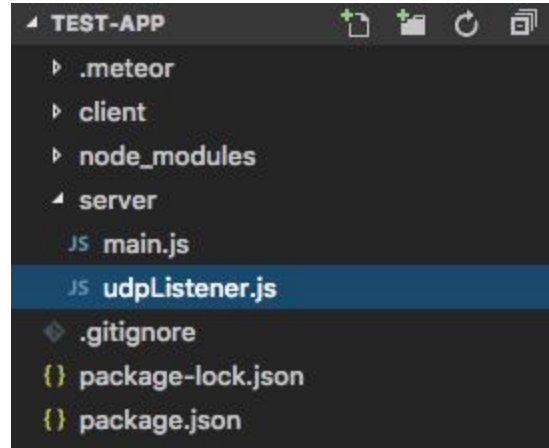 TEST-APP
.meteor
client
node_modules
server
JS main.js
JS udpListener.js
.gitignore
{} package-lock.json
{} package.json